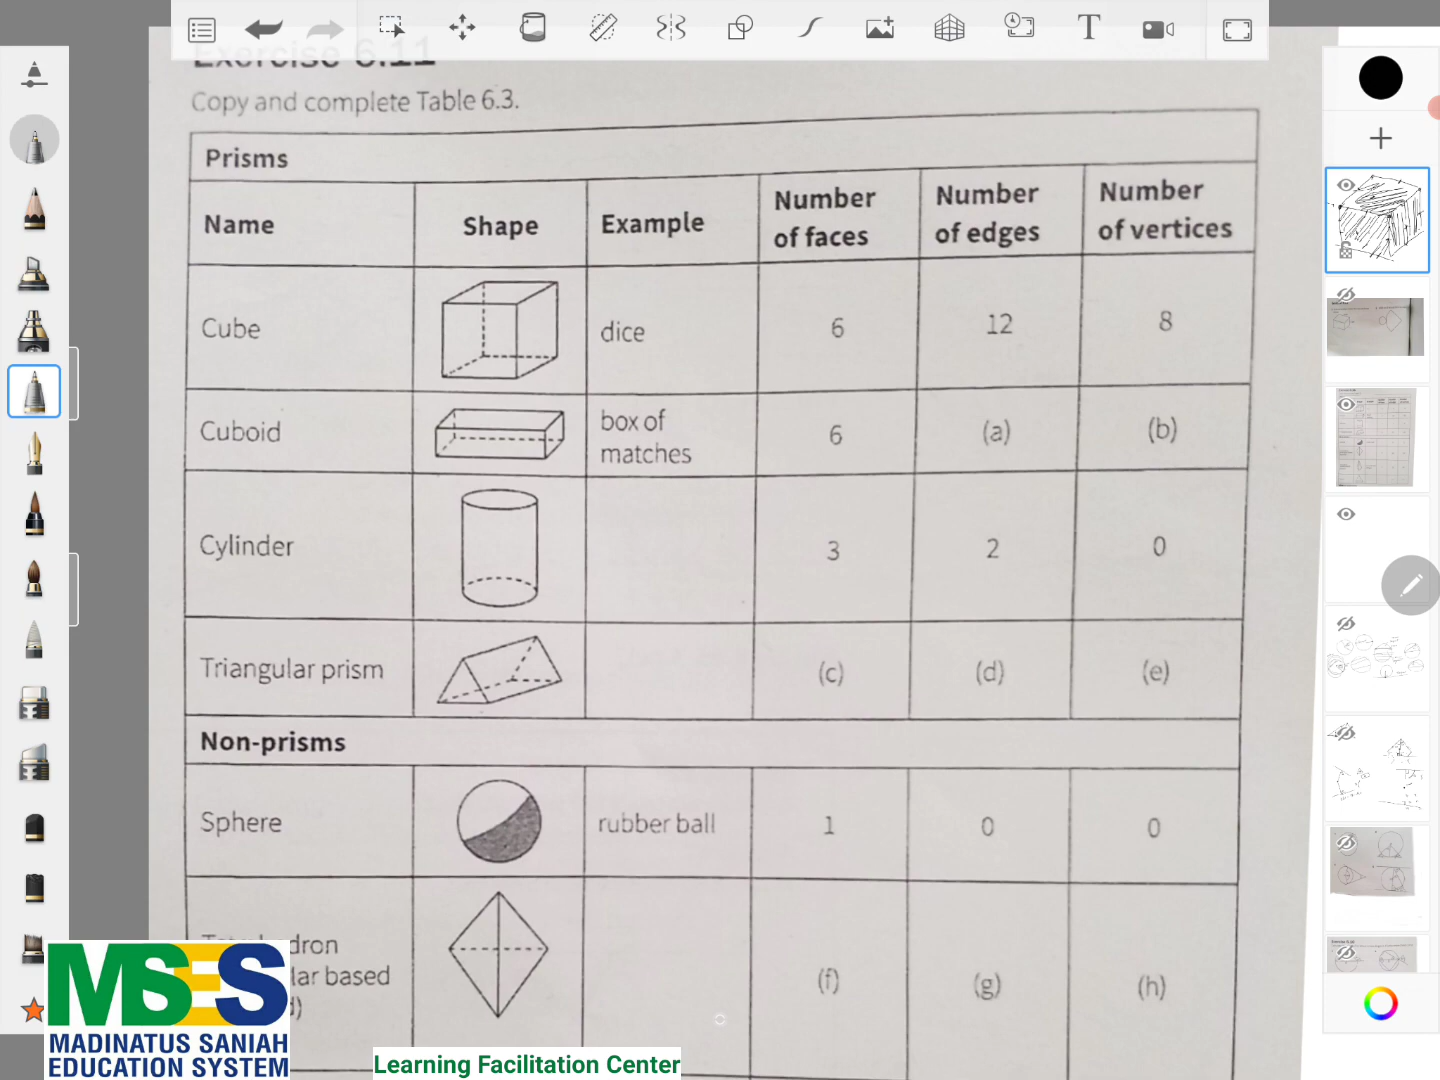 Exercise 6.11
Copy and complete Table 6.3.
Prisms
Name Shape Example Number of faces Number of edges Number of vertices
Cube dice 6 12 8
Cuboid box of matches 6 (a) (b)
Cylinder 3 2 0
Triangular prism (c) (d) (e)
Non-prisms
Sphere rubber ball 1 0 0
based (f) (g) (h)
MSES
MADINATUS SANIAH
EDUCATION SYSTEM
Learning Facilitation Center